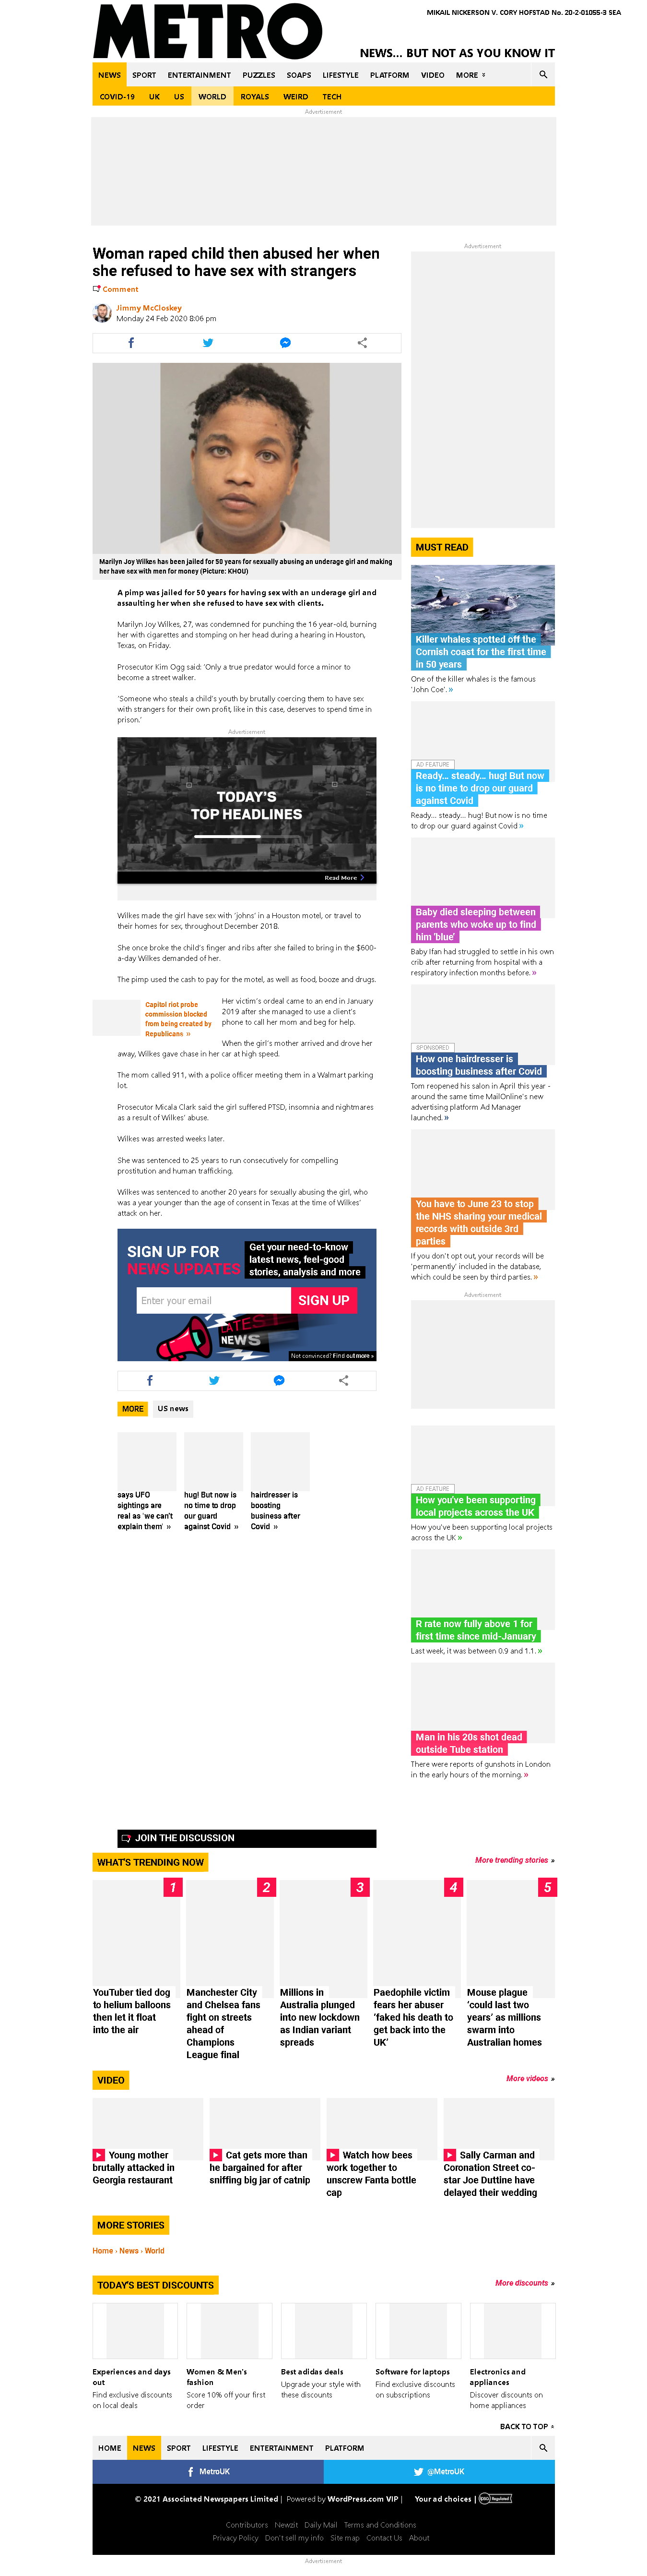 MIKAIL NICKERSON V. CORY HOFSTAD No. 20-2-01055-3 SEA
METRO
NEWS... BUT NOT AS YOU KNOW IT
NEWS SPORT ENTERTAINMENT PUZZLES SOAPS LIFESTYLE PLATFORM VIDEO MORE
COVID-19 UK US WORLD ROYALS WEIRD TECH
Advertisement
Woman raped child then abused her when
she refused to have sex with strangers
Comment
Jimmy McCloskey
Monday 24 Feb 2020 8:06 pm
Marilyn Joy Wilkes has been jailed for 50 years for sexually abusing an underage girl and making
her have sex with men for money (Picture: KHOU)
A pimp was jailed for 50 years for having sex with an underage girl and
assaulting her when she refused to have sex with clients.
Marilyn Joy Wilkes, 27, was condemned for punching the 16 year-old, burning
her with cigarettes and stomping on her head during a hearing in Houston,
Texas, on Friday.
Prosecutor Kim Ogg said: 'Only a true predator would force a minor to
become a street walker.
'Someone who steals a child's youth by brutally coercing them to have sex
with strangers for their own profit, like in this case, deserves to spend time in
prison.'
Advertisement
TODAY'S
TOP HEADLINES
Read More
Wilkes made the girl have sex with 'johns' in a Houston motel, or travel to
their homes for sex, throughout December 2018.
She once broke the child's finger and ribs after she failed to bring in the $600-
a-day Wilkes demanded of her.
The pimp used the cash to pay for the motel, as well as food, booze and drugs.
Capitol riot probe
commission blocked
from being created by
Republicans »
Her victim's ordeal came to an end in January
2019 after she managed to use a client's
phone to call her mom and beg for help.
When the girl's mother arrived and drove her
away, Wilkes gave chase in her car at high speed.
The mom called 911, with a police officer meeting them in a Walmart parking
lot.
Prosecutor Micala Clark said the girl suffered PTSD, insomnia and nightmares
as a result of Wilkes' abuse.
Wilkes was arrested weeks later.
She was sentenced to 25 years to run consecutively for compelling
prostitution and human trafficking.
Wilkes was sentenced to another 20 years for sexually abusing the girl, who
was a year younger than the age of consent in Texas at the time of Wilkes'
attack on her.
SIGN UP FOR
NEWS UPDATES
Get your need-to-know
latest news, feel-good
stories, analysis and more
Enter your email
SIGN UP
LATEST
NEWS
Not convinced? Find out more »
MORE US news
says UFO
sightings are
real as 'we can't
explain them' »
hug! But now is
no time to drop
our guard
against Covid »
hairdresser is
boosting
business after
Covid »
JOIN THE DISCUSSION
Advertisement
MUST READ
Killer whales spotted off the
Cornish coast for the first time
in 50 years
One of the killer whales is the famous
'John Coe'. »
AD FEATURE
Ready... steady... hug! But now
is no time to drop our guard
against Covid
Ready... steady... hug! But now is no time
to drop our guard against Covid »
Baby died sleeping between
parents who woke up to find
him 'blue'
Baby Ifan had struggled to settle in his own
crib after returning from hospital with a
respiratory infection months before. »
SPONSORED
How one hairdresser is
boosting business after Covid
Tom reopened his salon in April this year -
around the same time MailOnline's new
advertising platform Ad Manager
launched. »
You have to June 23 to stop
the NHS sharing your medical
records with outside 3rd
parties
If you don't opt out, your records will be
'permanently' included in the database,
which could be seen by third parties. »
Advertisement
AD FEATURE
How you've been supporting
local projects across the UK
How you've been supporting local projects
across the UK »
R rate now fully above 1 for
first time since mid-January
Last week, it was between 0.9 and 1.1. »
Man in his 20s shot dead
outside Tube station
There were reports of gunshots in London
in the early hours of the morning. »
WHAT'S TRENDING NOW
More trending stories »
1
YouTuber tied dog
to helium balloons
then let it float
into the air
2
Manchester City
and Chelsea fans
fight on streets
ahead of
Champions
League final
3
Millions in
Australia plunged
into new lockdown
as Indian variant
spreads
4
Paedophile victim
fears her abuser
'faked his death to
get back into the
UK'
5
Mouse plague
'could last two
years' as millions
swarm into
Australian homes
VIDEO
More videos »
Young mother
brutally attacked in
Georgia restaurant
Cat gets more than
he bargained for after
sniffing big jar of catnip
Watch how bees
work together to
unscrew Fanta bottle
cap
Sally Carman and
Coronation Street co-
star Joe Duttine have
delayed their wedding
MORE STORIES
Home › News › World
TODAY'S BEST DISCOUNTS
More discounts »
Experiences and days
out
Find exclusive discounts
on local deals
Women & Men's
fashion
Score 10% off your first
order
Best adidas deals
Upgrade your style with
these discounts
Software for laptops
Find exclusive discounts
on subscriptions
Electronics and
appliances
Discover discounts on
home appliances
BACK TO TOP
HOME NEWS SPORT LIFESTYLE ENTERTAINMENT PLATFORM
MetroUK
@MetroUK
© 2021 Associated Newspapers Limited | Powered by WordPress.com VIP | Your ad choices | ipso. Regulated
Contributors Newzit Daily Mail Terms and Conditions
Privacy Policy Don't sell my info Site map Contact Us About
Advertisement